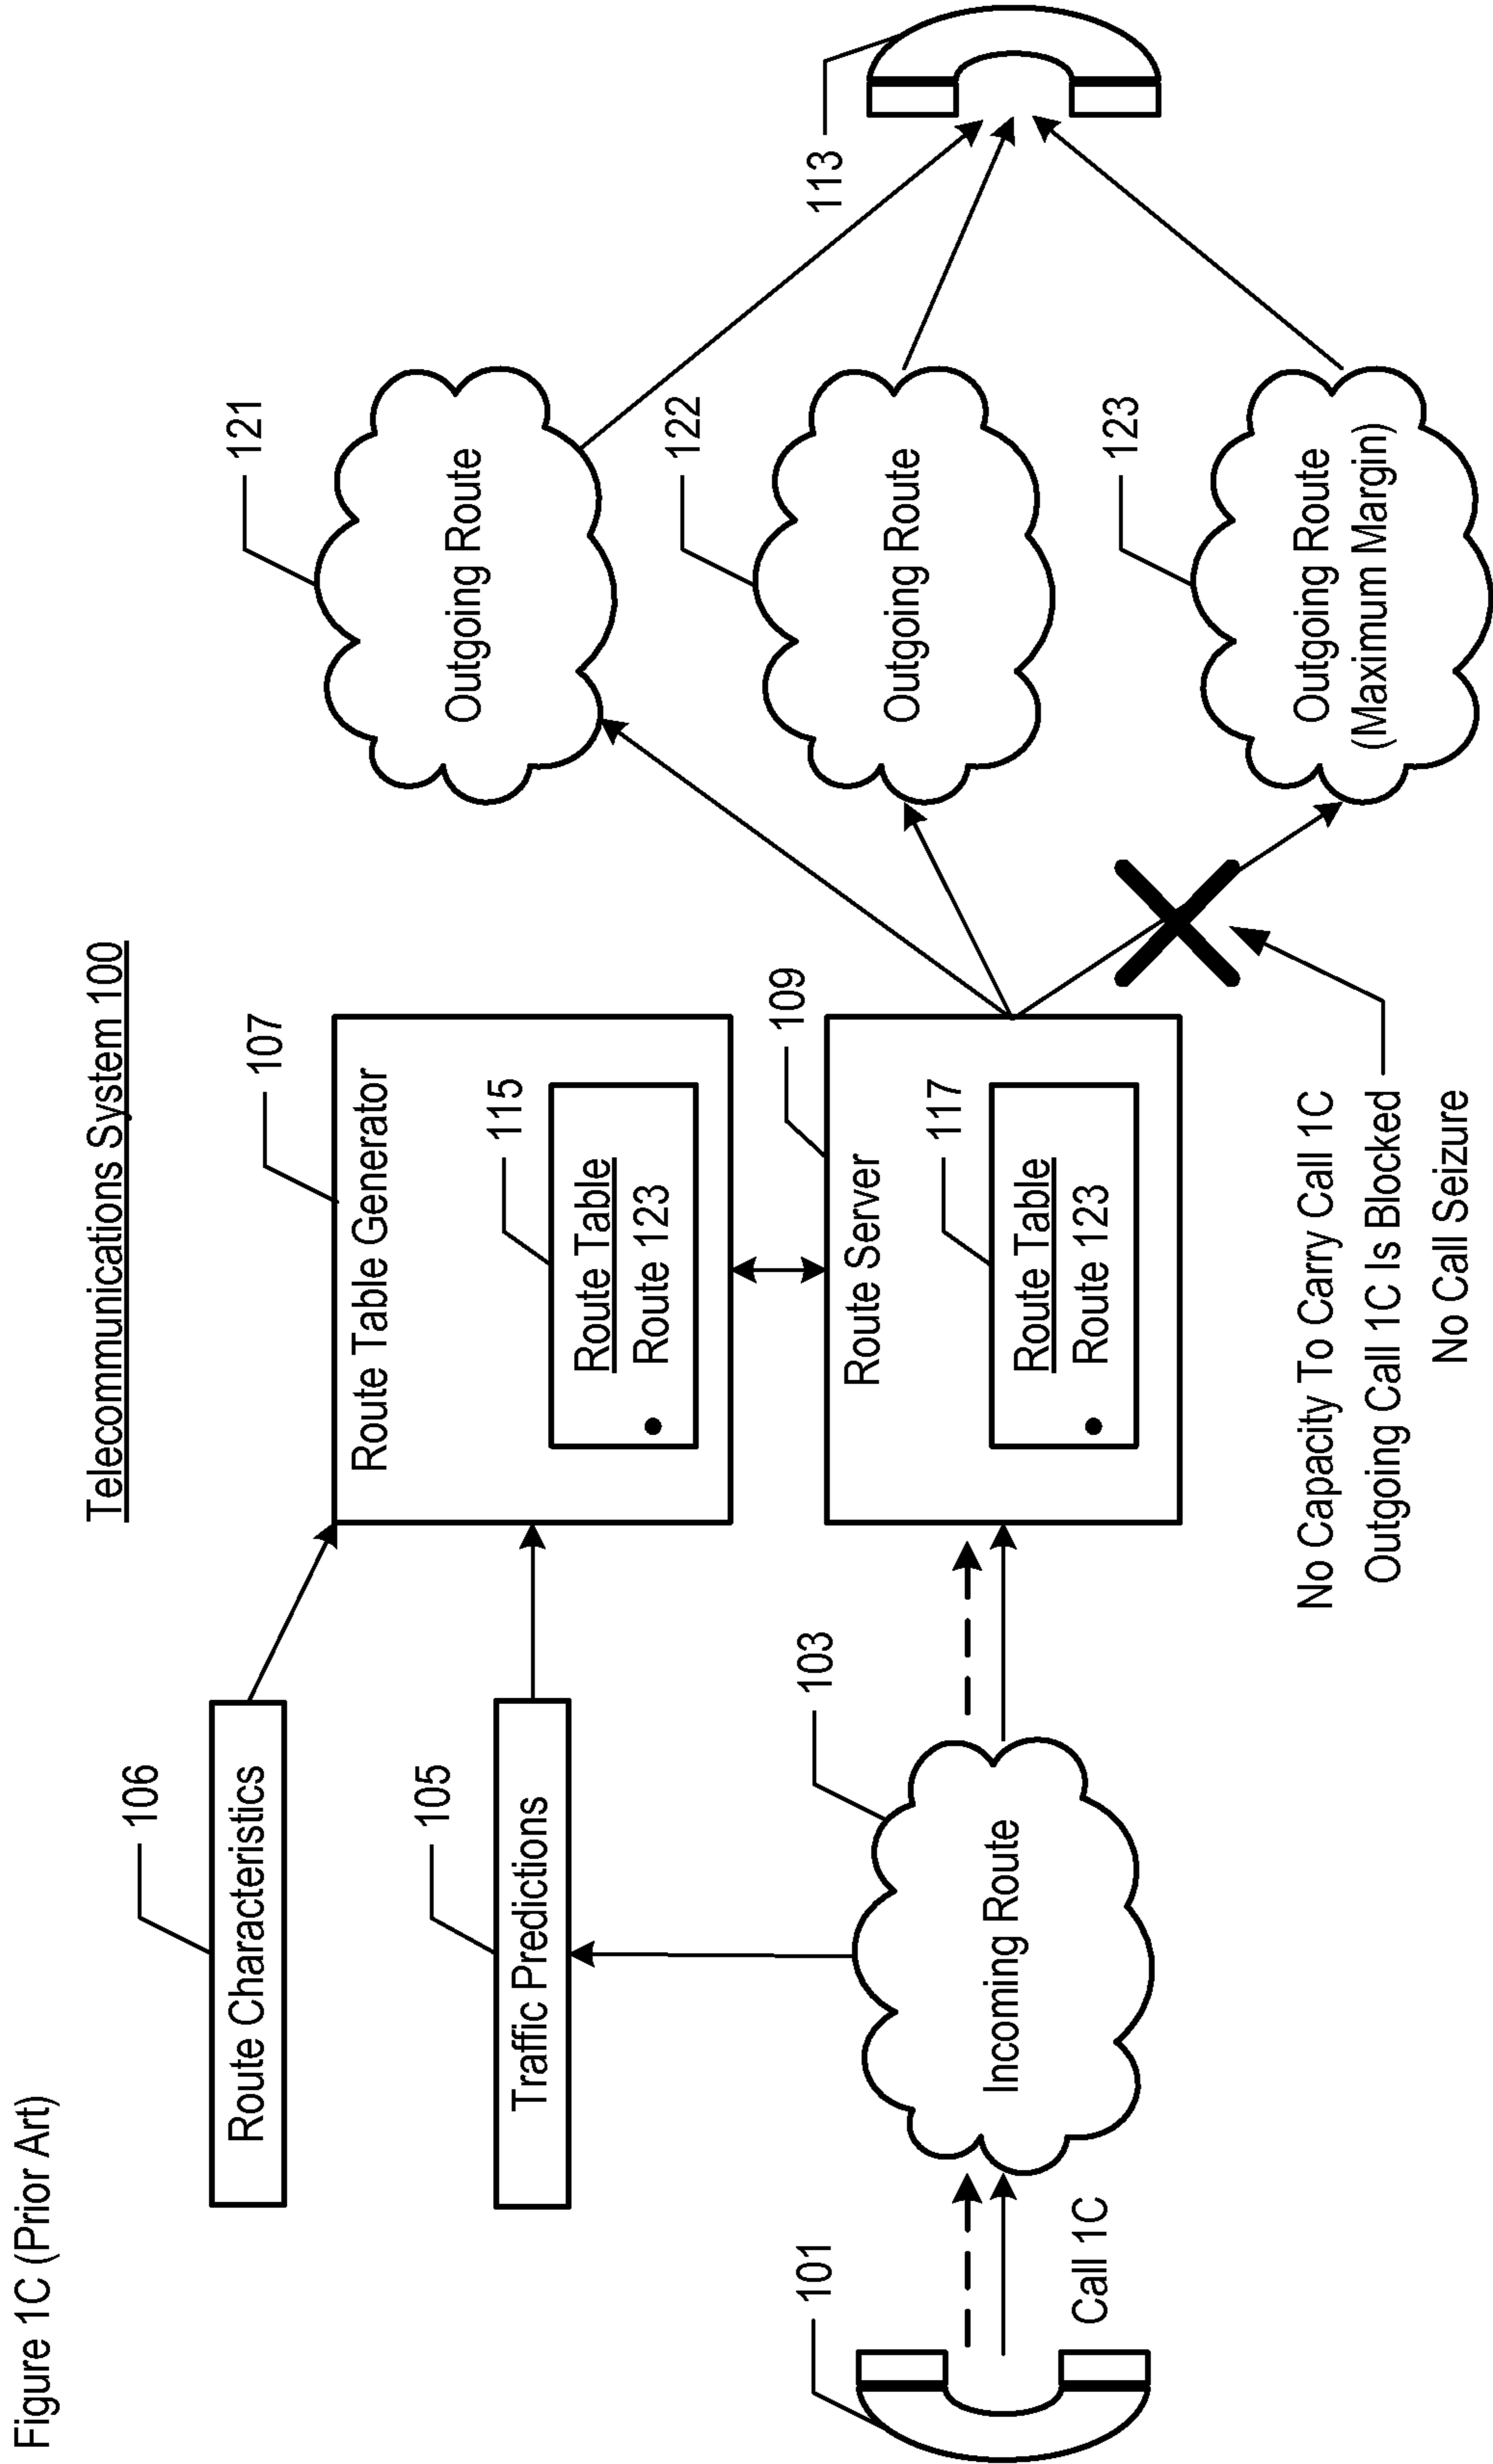 Figure 1C (Prior Art)
Telecommunications System 100
106
Route Characteristics
107
Route Table Generator
121
Outgoing Route
105
Traffic Predictions
115
Route Table
• Route 123
122
Outgoing Route
113
103
Incoming Route
109
Route Server
117
Route Table
• Route 123
123
Outgoing Route
(Maximum Margin)
101
Call 1C
No Capacity To Carry Call 1C
Outgoing Call 1C Is Blocked
No Call Seizure